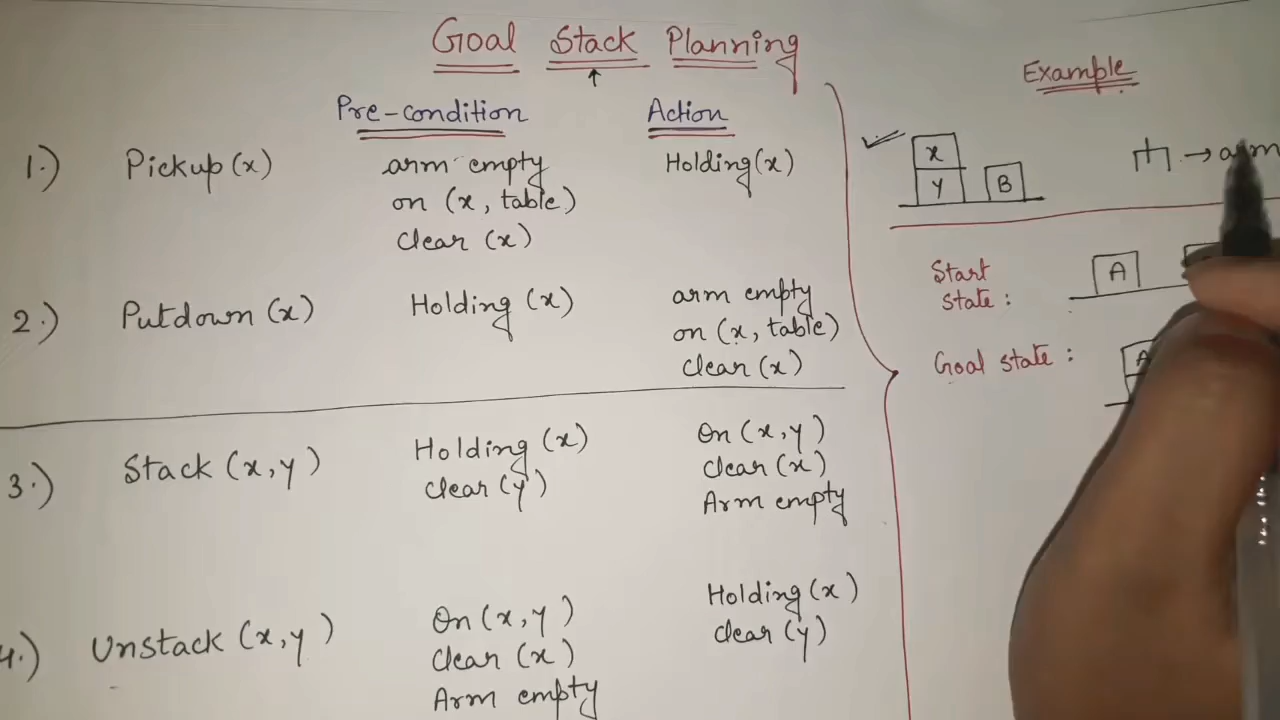 Goal Stack Planning
Pre-condition Action
1.) Pickup (x) arm empty Holding (x)
on (x, table)
clear (x)
2.) Putdown (x) Holding (x) arm empty
on (x, table)
clear (x)
3.) Stack (x,y) Holding (x) On (x,y)
clear (y) clear (x)
Arm empty
4.) Unstack (x,y) On (x,y) Holding (x)
clear (x) clear (y)
Arm empty
Example
x
y B → arm
Start A
state :
Goal state : A